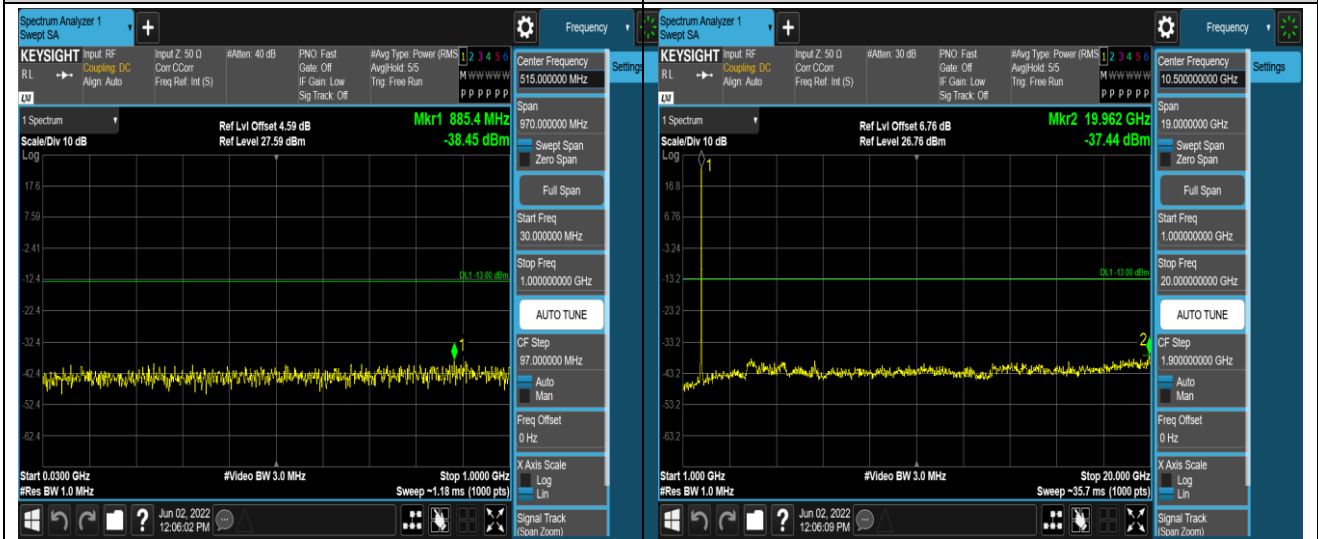 Spectrum Analyzer 1
Swept SA
+
Frequency
KEYSIGHT
Input: RF
Coupling: DC
Align: Auto
Input Z: 50 Ω
Corr CCorr
Freq Ref: Int (S)
#Atten: 40 dB
PNO: Fast
Gate: Off
IF Gain: Low
Sig Track: Off
#Avg Type: Power (RMS
Avg|Hold: 5/5
Trig: Free Run
1 2 3 4 5 6
M W W W W W
P P P P P P
RL
LXI
Center Frequency
515.000000 MHz
Settings
1 Spectrum
Scale/Div 10 dB
Log
Ref Lvl Offset 4.59 dB
Ref Level 27.59 dBm
Mkr1 885.4 MHz
-38.45 dBm
Span
970.000000 MHz
Swept Span
Zero Span
Full Span
Start Freq
30.000000 MHz
Stop Freq
1.000000000 GHz
AUTO TUNE
CF Step
97.000000 MHz
Auto
Man
Freq Offset
0 Hz
X Axis Scale
Log
Lin
Signal Track
(Span Zoom)
17.6
7.59
-2.41
-12.4
-22.4
-32.4
-42.4
-52.4
-62.4
DL1 -13.00 dBm
1
Start 0.0300 GHz
#Res BW 1.0 MHz
#Video BW 3.0 MHz
Stop 1.0000 GHz
Sweep ~1.18 ms (1000 pts)
?
Jun 02, 2022
12:06:02 PM
Spectrum Analyzer 1
Swept SA
+
Frequency
KEYSIGHT
Input: RF
Coupling: DC
Align: Auto
Input Z: 50 Ω
Corr CCorr
Freq Ref: Int (S)
#Atten: 30 dB
PNO: Fast
Gate: Off
IF Gain: Low
Sig Track: Off
#Avg Type: Power (RMS
Avg|Hold: 5/5
Trig: Free Run
1 2 3 4 5 6
M W W W W W
P P P P P P
RL
LXI
Center Frequency
10.500000000 GHz
Settings
1 Spectrum
Scale/Div 10 dB
Log
Ref Lvl Offset 6.76 dB
Ref Level 26.76 dBm
Mkr2 19.962 GHz
-37.44 dBm
Span
19.0000000 GHz
Swept Span
Zero Span
Full Span
Start Freq
1.000000000 GHz
Stop Freq
20.000000000 GHz
AUTO TUNE
CF Step
1.900000000 GHz
Auto
Man
Freq Offset
0 Hz
X Axis Scale
Log
Lin
Signal Track
(Span Zoom)
1
16.8
6.76
-3.24
-13.2
-23.2
-33.2
-43.2
-53.2
-63.2
DL1 -13.00 dBm
2
Start 1.000 GHz
#Res BW 1.0 MHz
#Video BW 3.0 MHz
Stop 20.000 GHz
Sweep ~35.7 ms (1000 pts)
?
Jun 02, 2022
12:06:09 PM